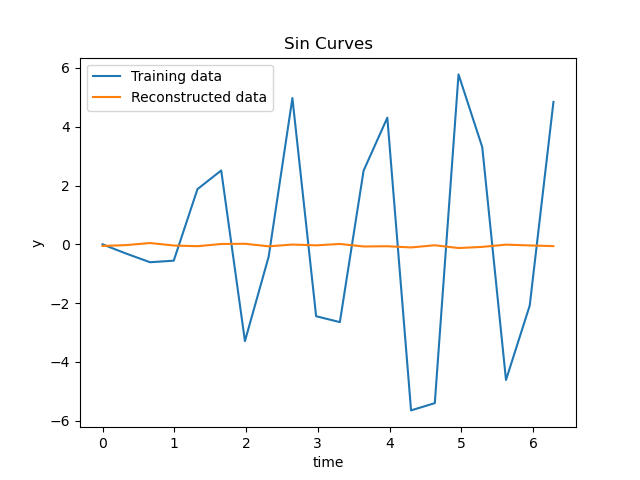 Sin Curves
Training data
Reconstructed data
6
4
2
0
−2
−4
−6
y
0 1 2 3 4 5 6
time